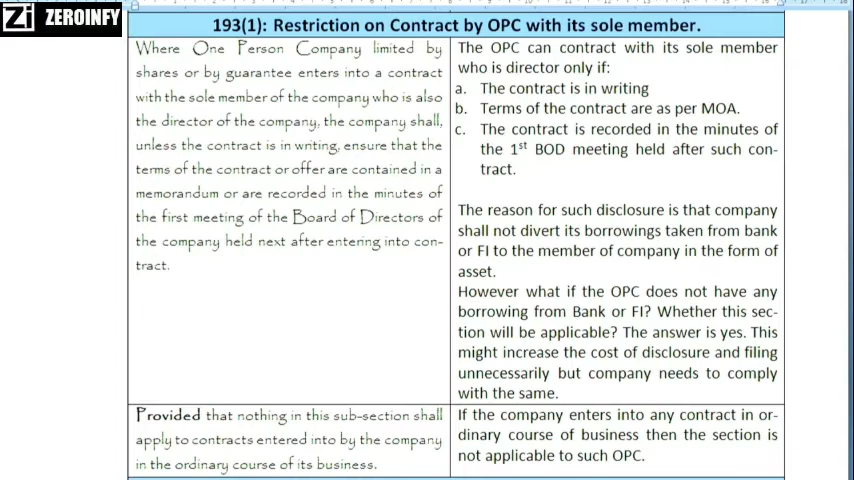 Zi ZEROINFY
193(1): Restriction on Contract by OPC with its sole member.
Where One Person Company limited by
shares or by guarantee enters into a contract
with the sole member of the company who is also
the director of the company, the company shall,
unless the contract is in writing, ensure that the
terms of the contract or offer are contained in a
memorandum or are recorded in the minutes of
the first meeting of the Board of Directors of
the company held next after entering into con-
tract.
The OPC can contract with its sole member
who is director only if:
a. The contract is in writing
b. Terms of the contract are as per MOA.
c. The contract is recorded in the minutes of
the 1st BOD meeting held after such con-
tract.
The reason for such disclosure is that company
shall not divert its borrowings taken from bank
or FI to the member of company in the form of
asset.
However what if the OPC does not have any
borrowing from Bank or FI? Whether this sec-
tion will be applicable? The answer is yes. This
might increase the cost of disclosure and filing
unnecessarily but company needs to comply
with the same.
Provided that nothing in this sub-section shall
apply to contracts entered into by the company
in the ordinary course of its business.
If the company enters into any contract in or-
dinary course of business then the section is
not applicable to such OPC.